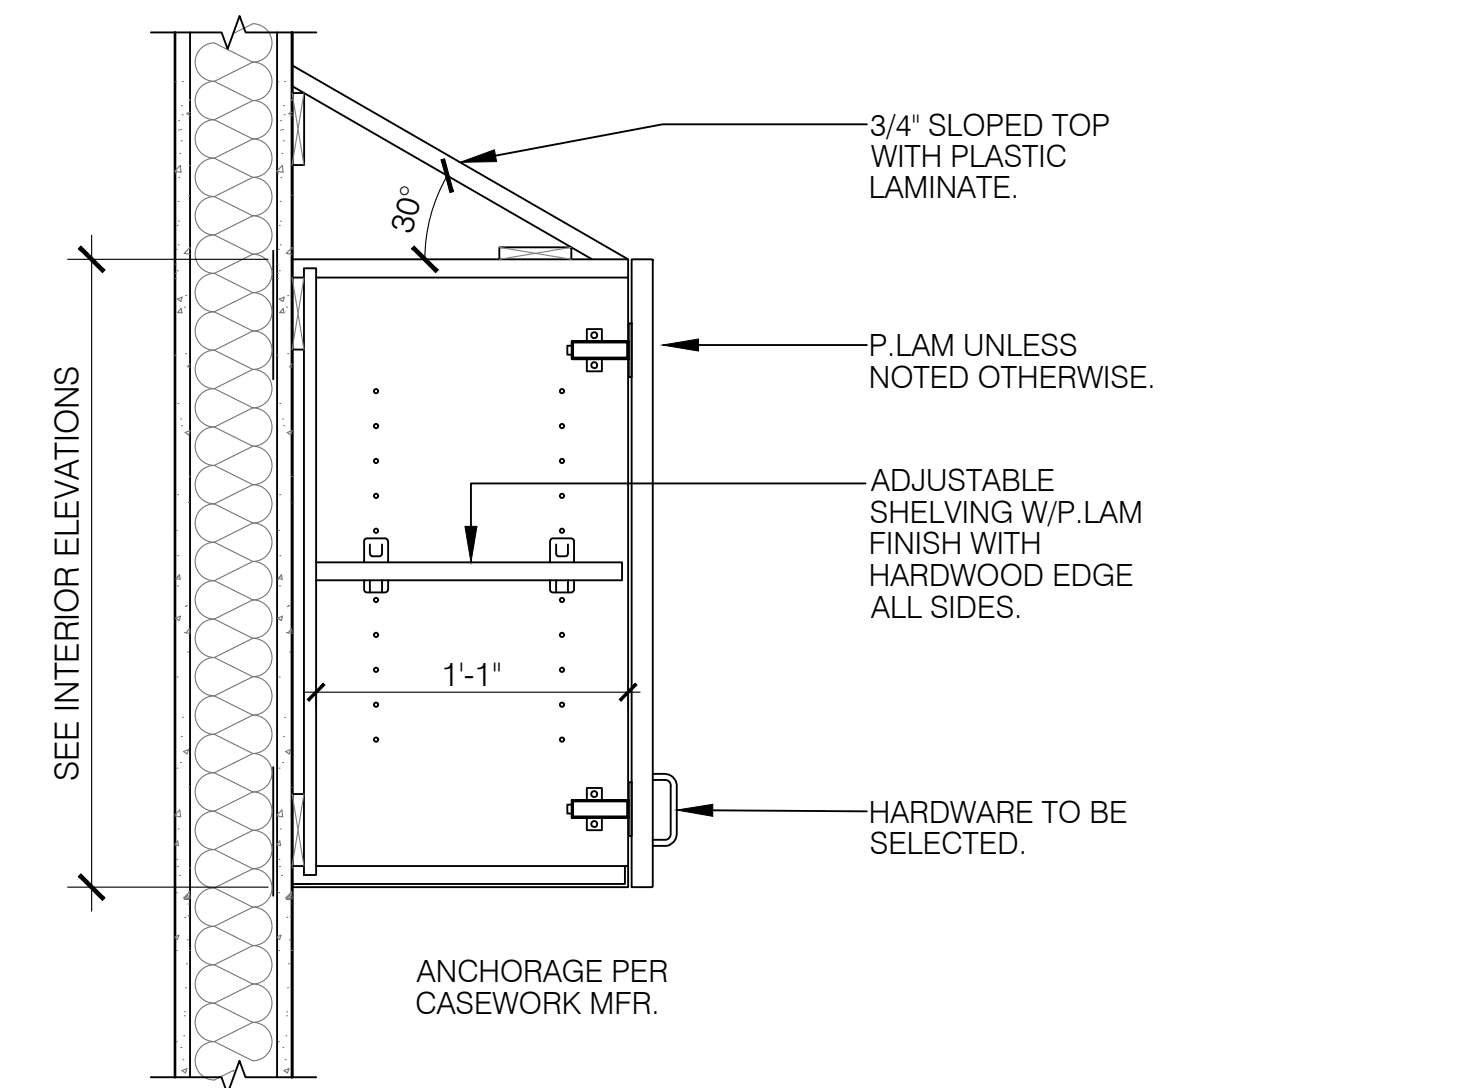 3/4" SLOPED TOP
WITH PLASTIC
LAMINATE.
30°
P.LAM UNLESS
NOTED OTHERWISE.
SEE INTERIOR ELEVATIONS
ADJUSTABLE
SHELVING W/P.LAM
FINISH WITH
HARDWOOD EDGE
ALL SIDES.
1'-1"
HARDWARE TO BE
SELECTED.
ANCHORAGE PER
CASEWORK MFR.